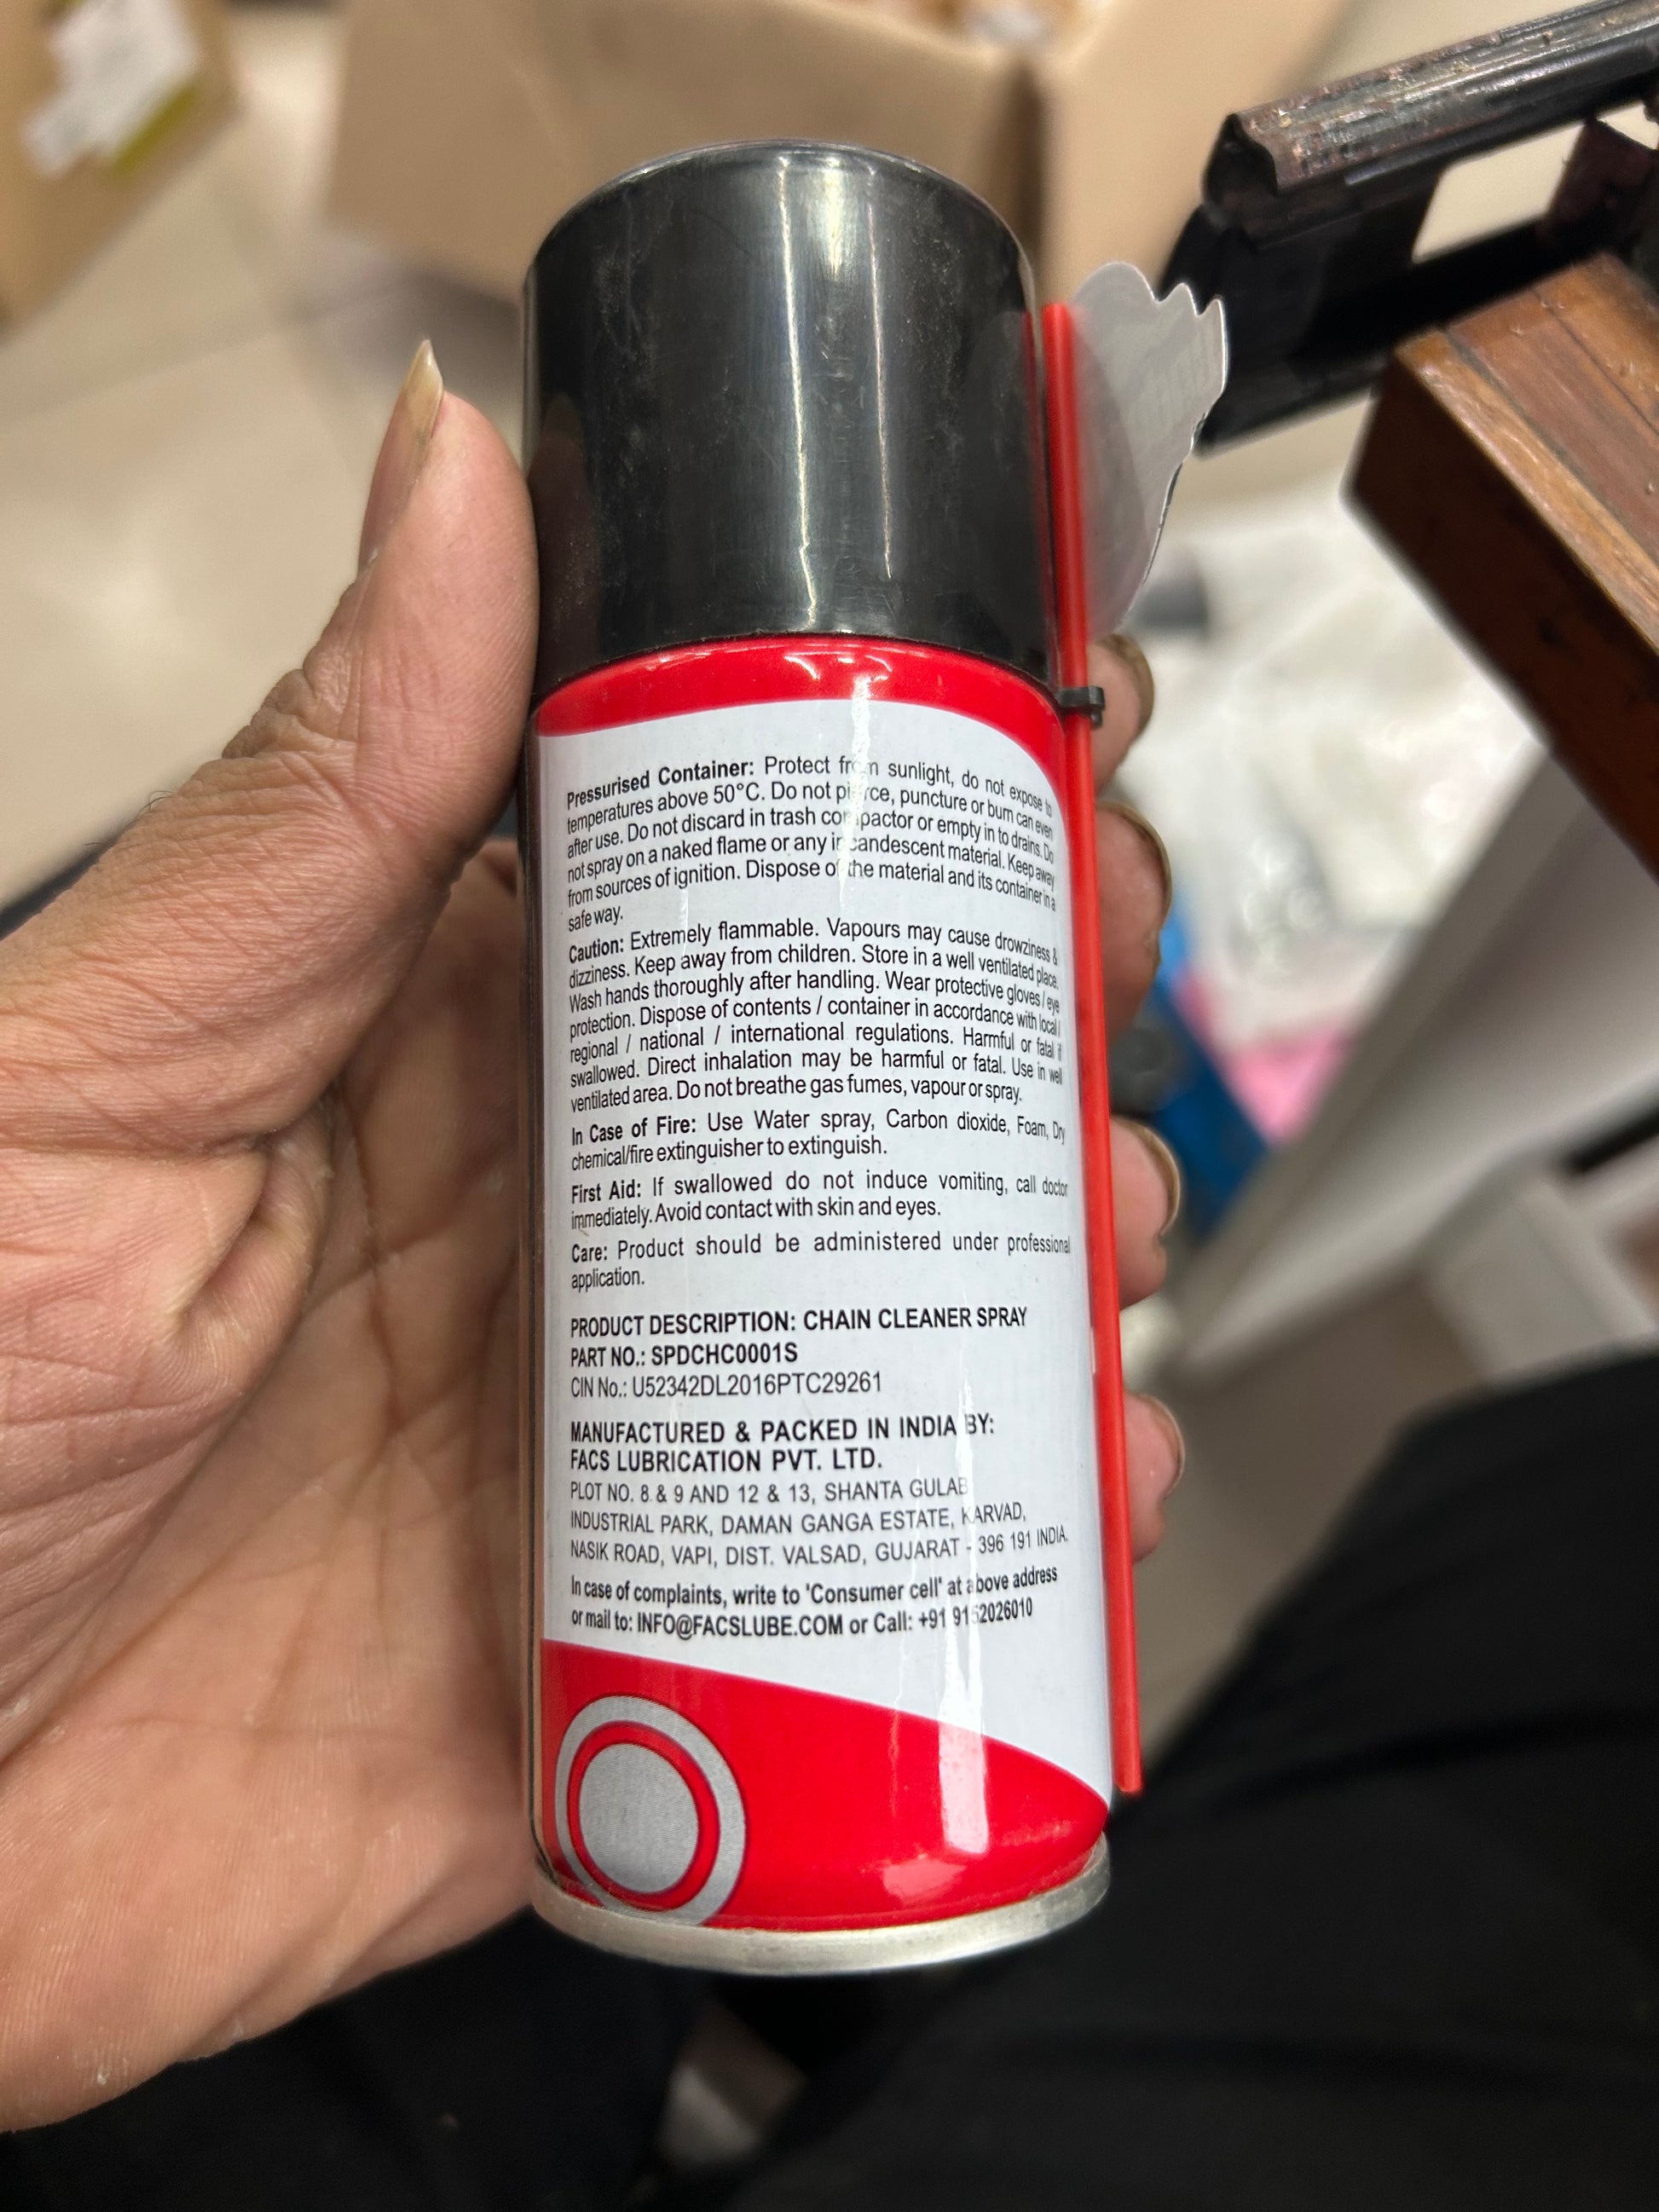 Pressurised Container: Protect from sunlight, do not expose to
temperatures above 50°C. Do not pierce, puncture or burn can even
after use. Do not discard in trash compactor or empty in to drains. Do
not spray on a naked flame or any incandescent material. Keep away
from sources of ignition. Dispose of the material and its container in a
safe way.
Caution: Extremely flammable. Vapours may cause drowziness &
dizziness. Keep away from children. Store in a well ventilated place.
Wash hands thoroughly after handling. Wear protective gloves / eye
protection. Dispose of contents / container in accordance with local /
regional / national / international regulations. Harmful or fatal if
swallowed. Direct inhalation may be harmful or fatal. Use in well
ventilated area. Do not breathe gas fumes, vapour or spray.
In Case of Fire: Use Water spray, Carbon dioxide, Foam, Dry
chemical/fire extinguisher to extinguish.
First Aid: If swallowed do not induce vomiting, call doctor
immediately. Avoid contact with skin and eyes.
Care: Product should be administered under professional
application.
PRODUCT DESCRIPTION: CHAIN CLEANER SPRAY
PART NO.: SPDCHC0001S
CIN No.: U52342DL2016PTC29261
MANUFACTURED & PACKED IN INDIA BY:
FACS LUBRICATION PVT. LTD.
PLOT NO. 8 & 9 AND 12 & 13, SHANTA GULAB
INDUSTRIAL PARK, DAMAN GANGA ESTATE, KARVAD,
NASIK ROAD, VAPI, DIST. VALSAD, GUJARAT - 396 191 INDIA.
In case of complaints, write to 'Consumer cell' at above address
or mail to: INFO@FACSLUBE.COM or Call: +91 9152026010